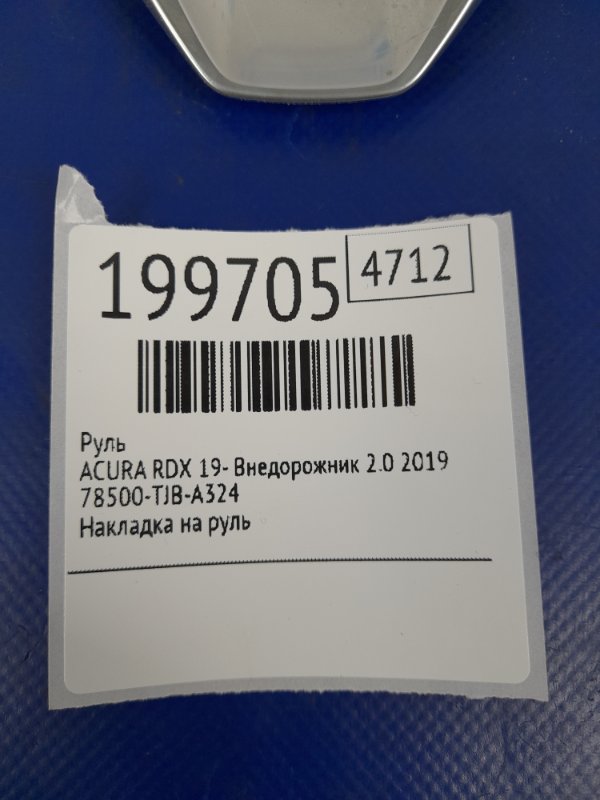 199705 4712
Руль
ACURA RDX 19- Внедорожник 2.0 2019
78500-TJB-A324
Накладка на руль